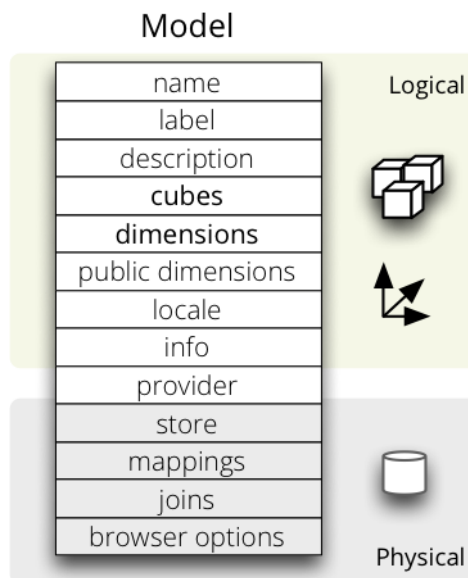 Model
name
Logical
label
description
cubes
dimensions
public dimensions
locale
info
provider
store
mappings
joins
browser options
Physical